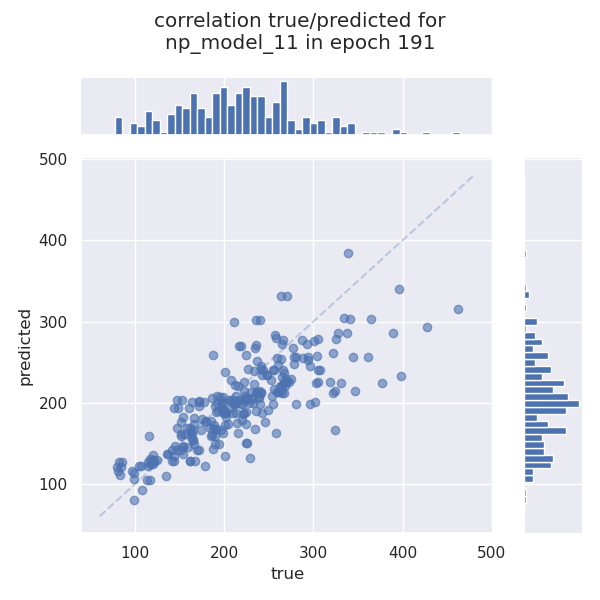 correlation true/predicted for
np_model_11 in epoch 191
500
400
300
200
100
predicted
100 200 300 400 500
true